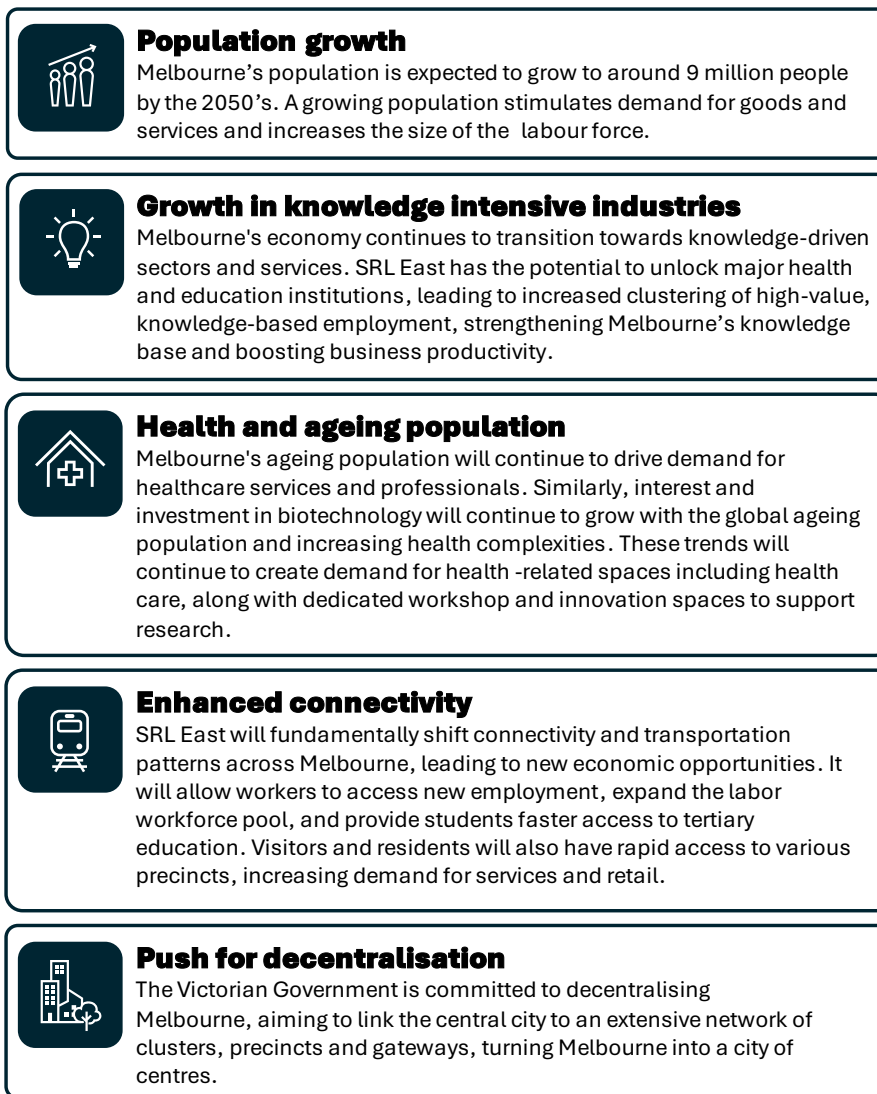 Population growth
Melbourne’s population is expected to grow to around 9 million people
by the 2050’s. A growing population stimulates demand for goods and
services and increases the size of the labour force.
Growth in knowledge intensive industries
Melbourne's economy continues to transition towards knowledge-driven
sectors and services. SRL East has the potential to unlock major health
and education institutions, leading to increased clustering of high-value,
knowledge-based employment, strengthening Melbourne’s knowledge
base and boosting business productivity.
Health and ageing population
Melbourne's ageing population will continue to drive demand for
healthcare services and professionals. Similarly, interest and
investment in biotechnology will continue to grow with the global ageing
population and increasing health complexities. These trends will
continue to create demand for health -related spaces including health
care, along with dedicated workshop and innovation spaces to support
research.
Enhanced connectivity
SRL East will fundamentally shift connectivity and transportation
patterns across Melbourne, leading to new economic opportunities. It
will allow workers to access new employment, expand the labor
workforce pool, and provide students faster access to tertiary
education. Visitors and residents will also have rapid access to various
precincts, increasing demand for services and retail.
Push for decentralisation
The Victorian Government is committed to decentralising
Melbourne, aiming to link the central city to an extensive network of
clusters, precincts and gateways, turning Melbourne into a city of
centres.